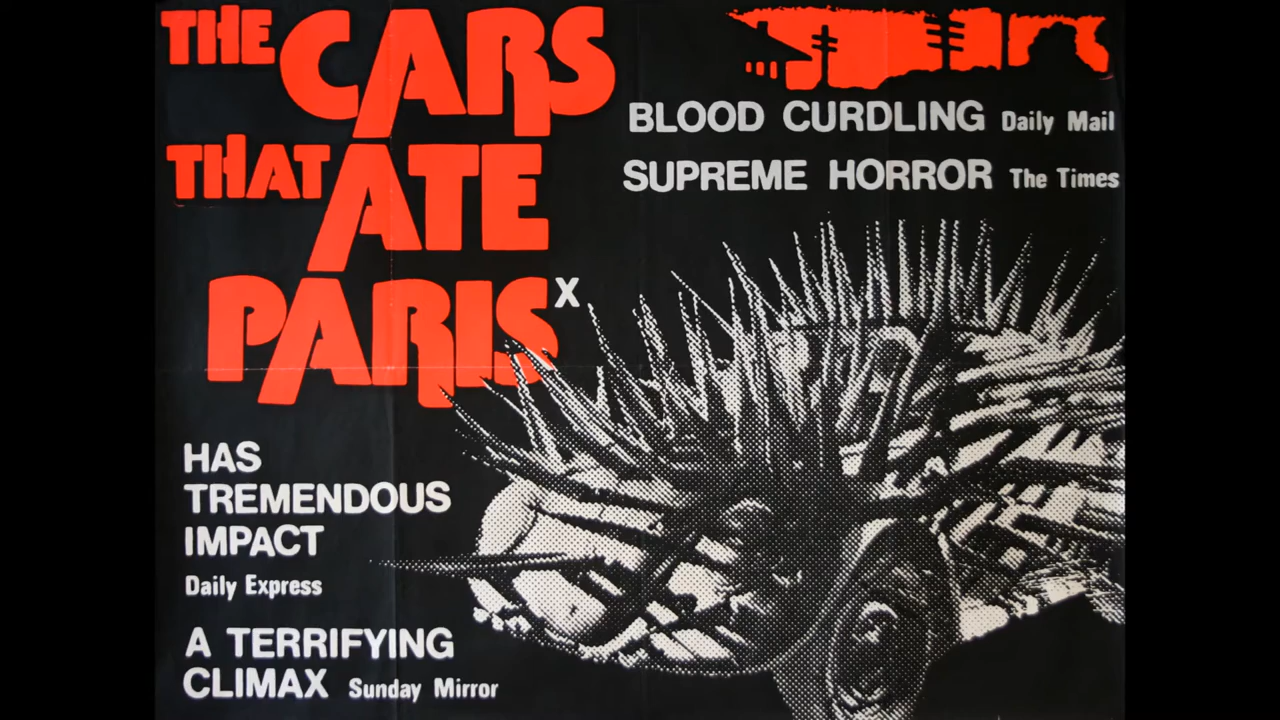 THE CARS
THAT ATE
PARIS X
BLOOD CURDLING Daily Mail
SUPREME HORROR The Times
HAS
TREMENDOUS
IMPACT
Daily Express
A TERRIFYING
CLIMAX Sunday Mirror